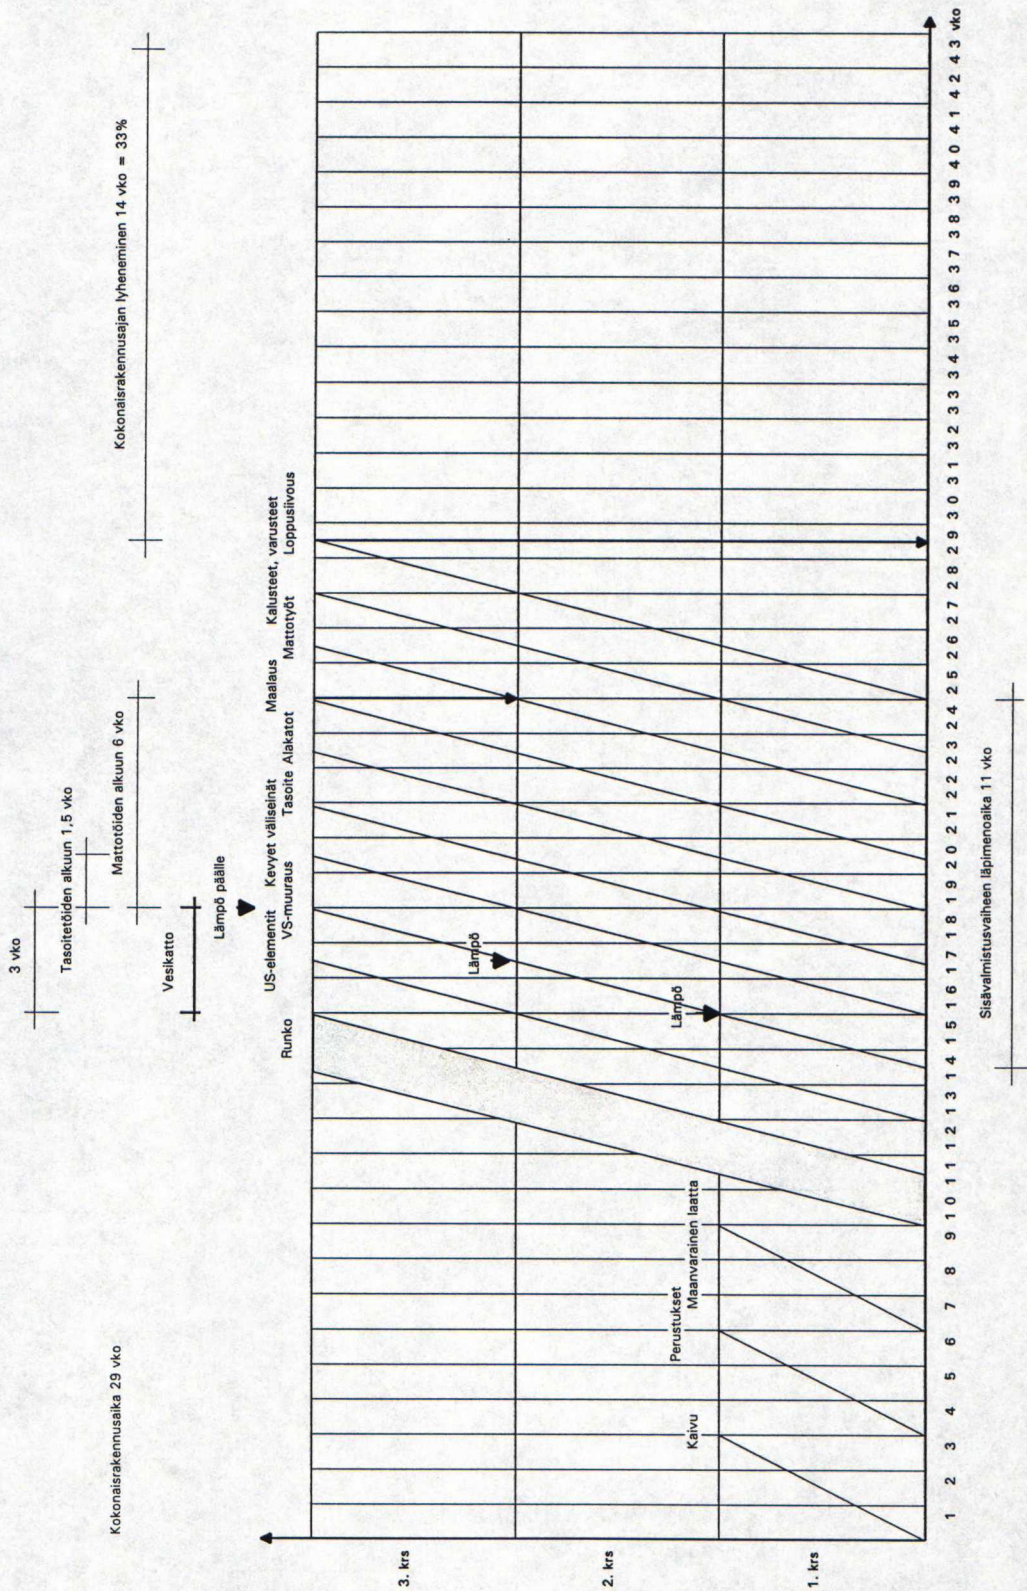 3 vko
Tasoitetöiden alkuun 1,5 vko
Kokonaisrakennusaika 29 vko
Mattotöiden alkuun 6 vko
Kokonaisrakennusajan lyheneminen 14 vko = 33%
Vesikatto
Lämpö päälle
US-elementit Kevyet väliseinät Maalaus Kalusteet, varusteet
Runko VS-muuraus Tasoite Alakatot Mattotyöt Loppusiivous
3. krs
Lämpö
2. krs
Lämpö
Perustukset
Kaivu Maanvarainen laatta
1. krs
1 2 3 4 5 6 7 8 9 10 11 12 13 14 15 16 17 18 19 20 21 22 23 24 25 26 27 28 29 30 31 32 33 34 35 36 37 38 39 40 41 42 43 vko
Sisävalmistusvaiheen läpimenoaika 11 vko